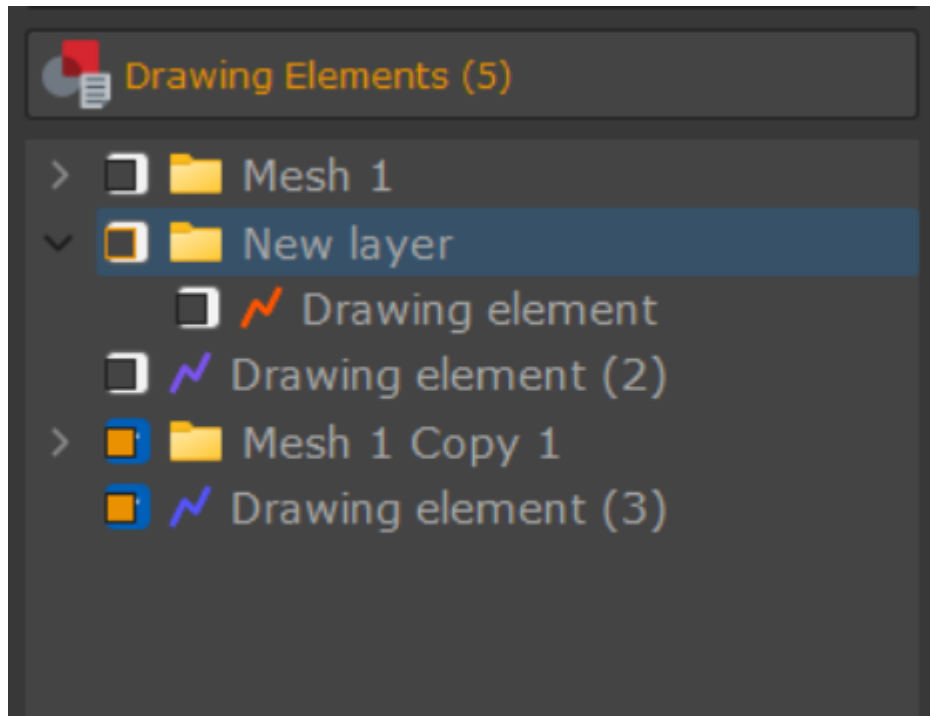 Drawing Elements (5)
Mesh 1
New layer
Drawing element
Drawing element (2)
Mesh 1 Copy 1
Drawing element (3)